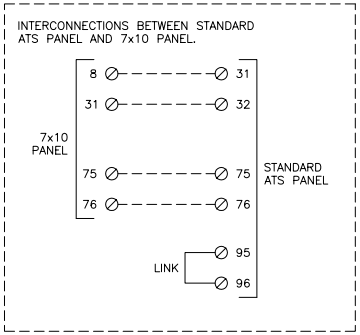 INTERCONNECTIONS BETWEEN STANDARD
ATS PANEL AND 7x10 PANEL.
8 31
31 32
7x10
PANEL
75 75
STANDARD
ATS PANEL
76 76
95
LINK
96